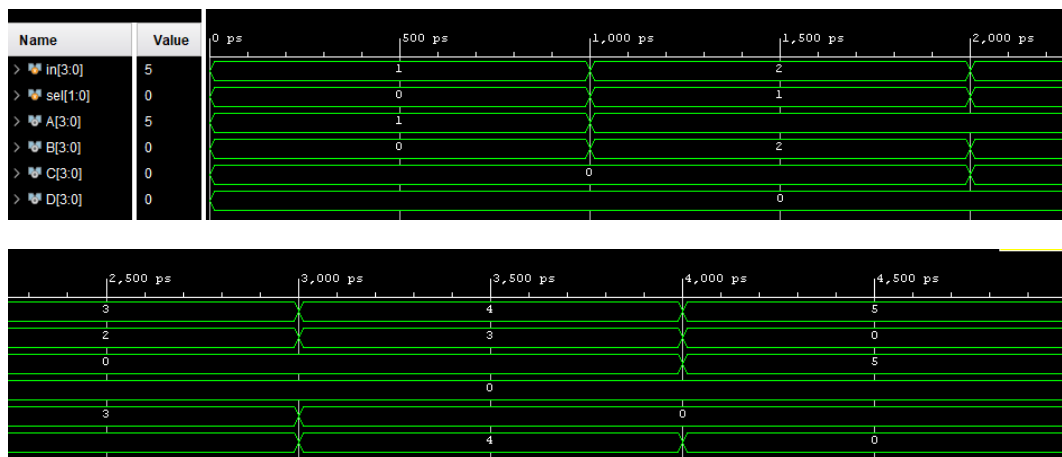 Name Value 0 ps 500 ps 1,000 ps 1,500 ps 2,000 ps
in[3:0] 5 1 2
sel[1:0] 0 0 1
A[3:0] 5 1
B[3:0] 0 0 2
C[3:0] 0 0
D[3:0] 0 0
2,500 ps 3,000 ps 3,500 ps 4,000 ps 4,500 ps
3 4 5
2 3 0
0 5
0
3 0
4 0